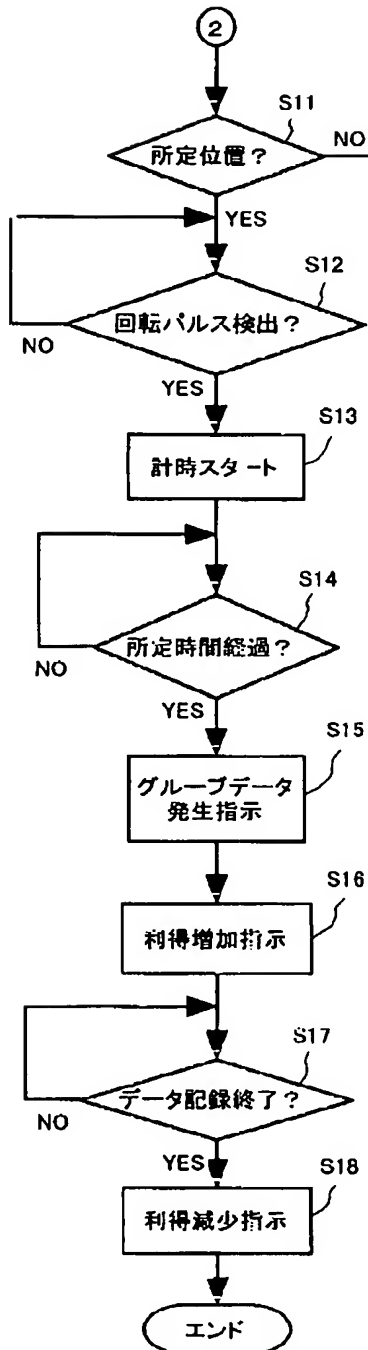 2
S11
所定位置？
NO
YES
S12
回転パルス検出？
NO
YES
S13
計時スタート
S14
所定時間経過？
NO
YES
S15
グルーブデータ
発生指示
S16
利得増加指示
S17
データ記録終了？
NO
YES
S18
利得減少指示
エンド